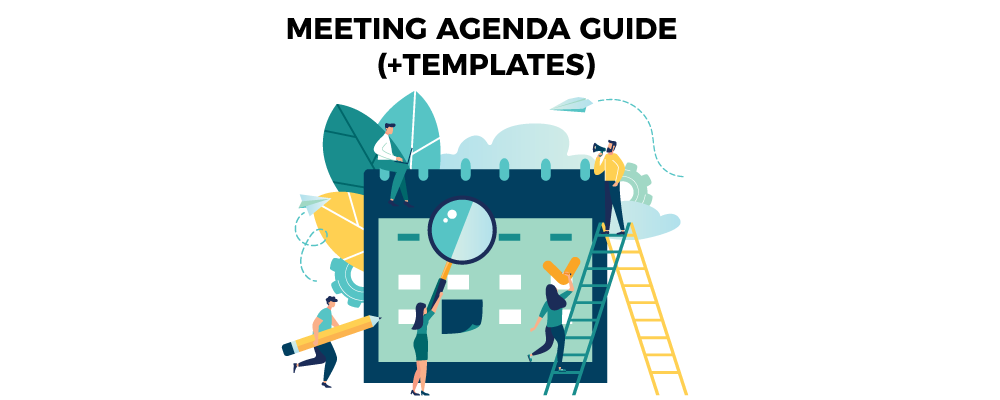 MEETING AGENDA GUIDE
(+TEMPLATES)